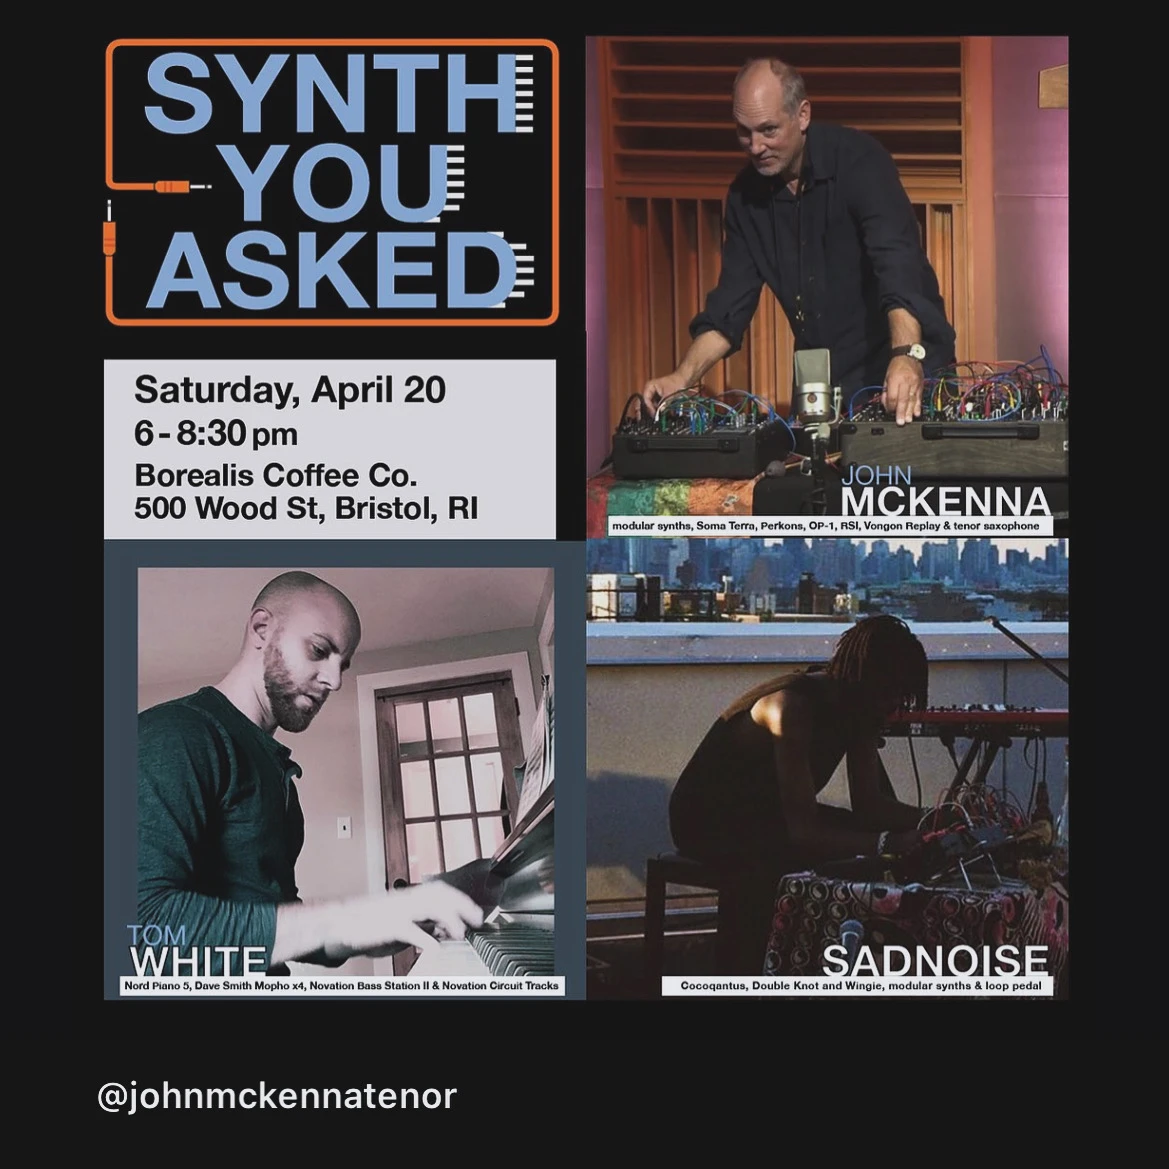 SYNTH
YOU
ASKED
Saturday, April 20
6-8:30 pm
Borealis Coffee Co.
500 Wood St, Bristol, RI
JOHN
MCKENNA
modular synths, Soma Terra, Perkons, OP-1, RSI, Vongon Replay & tenor saxophone
TOM
WHITE
Nord Piano 5, Dave Smith Mopho x4, Novation Bass Station II & Novation Circuit Tracks
SADNOISE
Cocoqantus, Double Knot and Wingie, modular synths & loop pedal
@johnmckennatenor